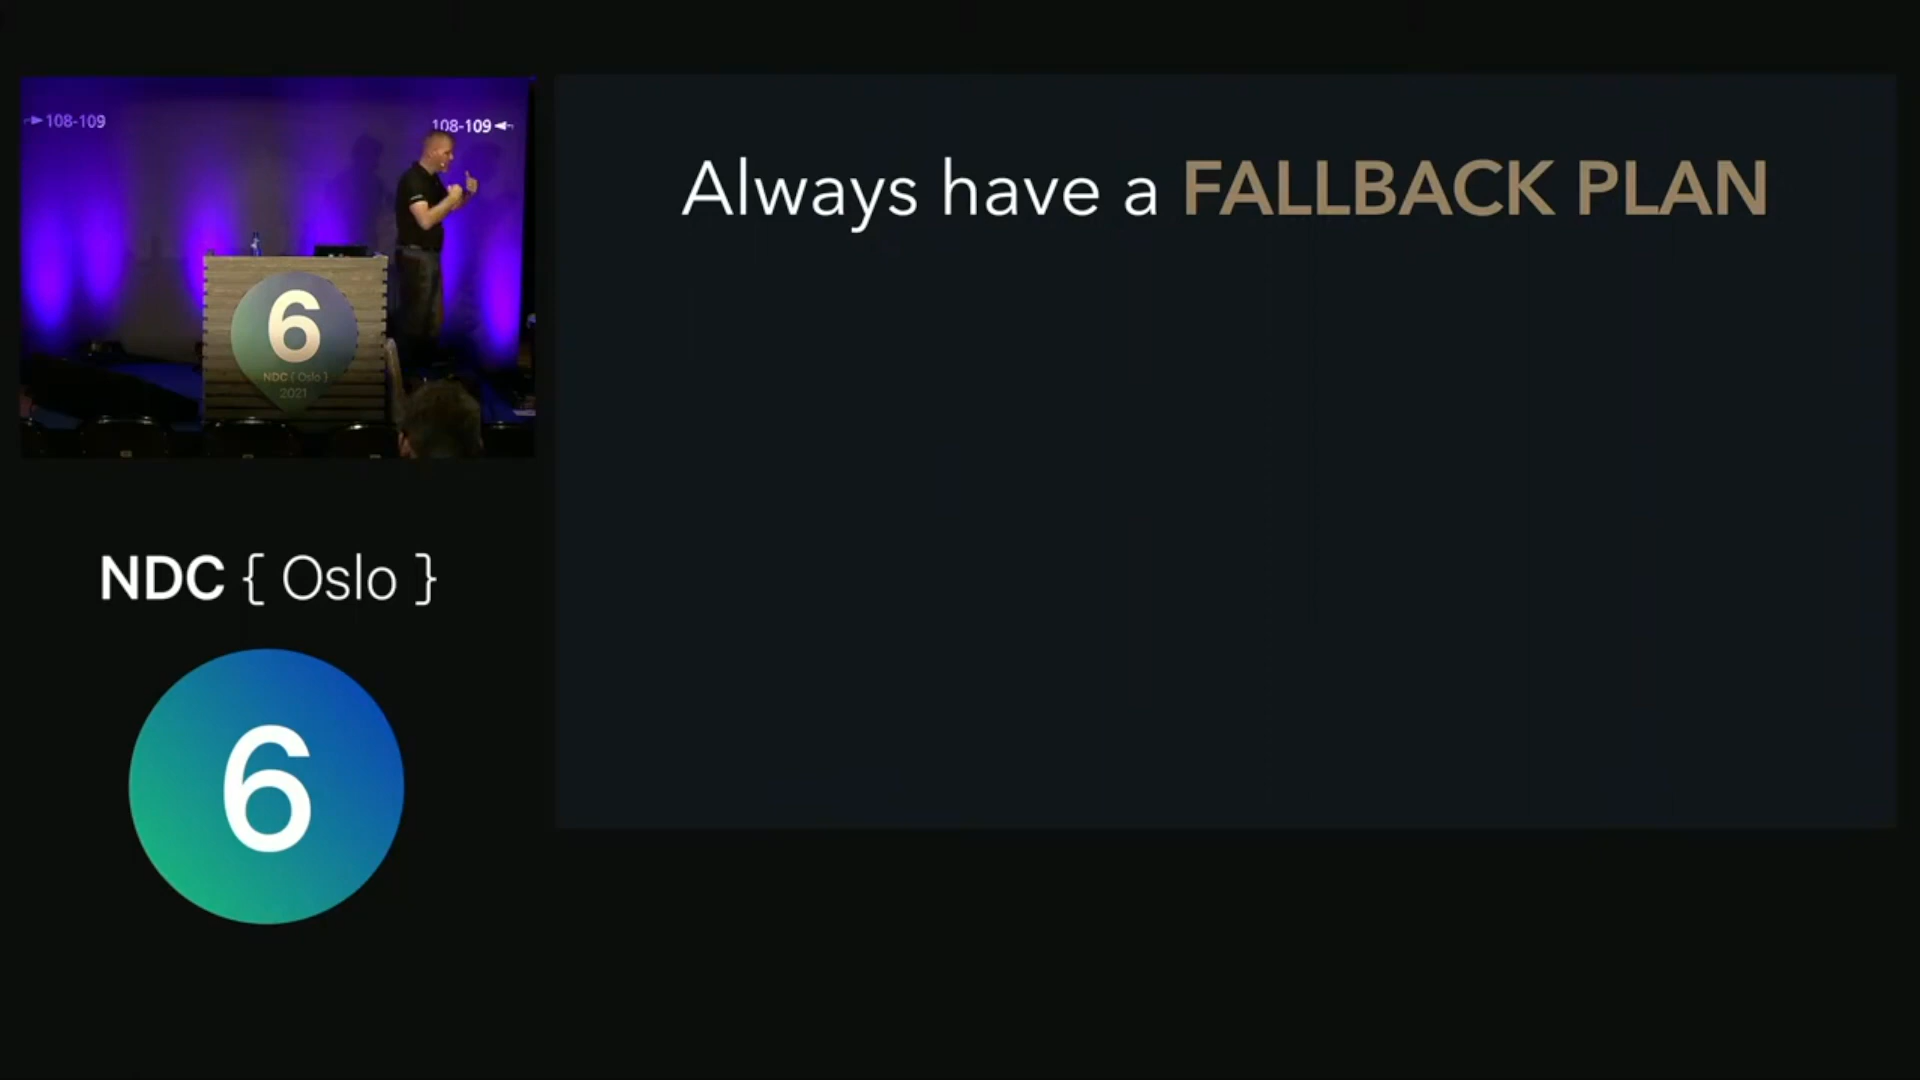 108-109
108-109
6
NDC { Oslo }
2021
Always have a FALLBACK PLAN
NDC { Oslo }
6